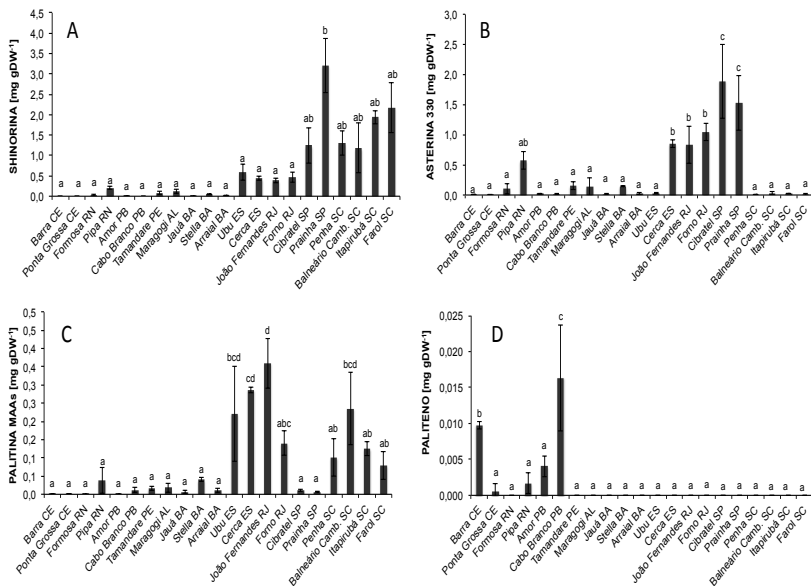 A
SHINORINA [mg gDW⁻¹]
4,5
4,0
3,5
3,0
2,5
2,0
1,5
1,0
0,5
0,0
a a a a a a a a a a a a a a a ab b ab ab ab ab
Barra CE
Ponta Grossa CE
Formosa RN
Pipa RN
Amor PB
Cabo Branco PB
Tamandare PE
Maragogi AL
Jauá BA
Stella BA
Arraial BA
Ubu ES
Cerca ES
João Fernandes RJ
Forno RJ
Cibratel SP
Prainha SP
Penha SC
Balneário Camb. SC
Itapirubá SC
Farol SC
B
ASTERINA 330 [mg gDW⁻¹]
3,0
2,5
2,0
1,5
1,0
0,5
0,0
a a a ab a a a a a a a a b b b c c a a a a
Barra CE
Ponta Grossa CE
Formosa RN
Pipa RN
Amor PB
Cabo Branco PB
Tamandare PE
Maragogi AL
Jauá BA
Stella BA
Arraial BA
Ubu ES
Cerca ES
João Fernandes RJ
Forno RJ
Cibratel SP
Prainha SP
Penha SC
Balneário Camb. SC
Itapirubá SC
Farol SC
C
PALITINA MAAs [mg gDW⁻¹]
0,5
0,4
0,4
0,3
0,3
0,2
0,2
0,1
0,1
0,0
a a a a a a a a a a a bcd cd d abc a a ab bcd ab ab
Barra CE
Ponta Grossa CE
Formosa RN
Pipa RN
Amor PB
Cabo Branco PB
Tamandare PE
Maragogi AL
Jauá BA
Stella BA
Arraial BA
Ubu ES
Cerca ES
João Fernandes RJ
Forno RJ
Cibratel SP
Prainha SP
Penha SC
Balneário Camb. SC
Itapirubá SC
Farol SC
D
PALITENO [mg gDW⁻¹]
0,025
0,020
0,015
0,010
0,005
0,000
b a a a a c a a a a a a a a a a a a a a a
Barra CE
Ponta Grossa CE
Formosa RN
Pipa RN
Amor PB
Cabo Branco PB
Tamandare PE
Maragogi AL
Jauá BA
Stella BA
Arraial BA
Ubu ES
Cerca ES
João Fernandes RJ
Forno RJ
Cibratel SP
Prainha SP
Penha SC
Balneário Camb. SC
Itapirubá SC
Farol SC